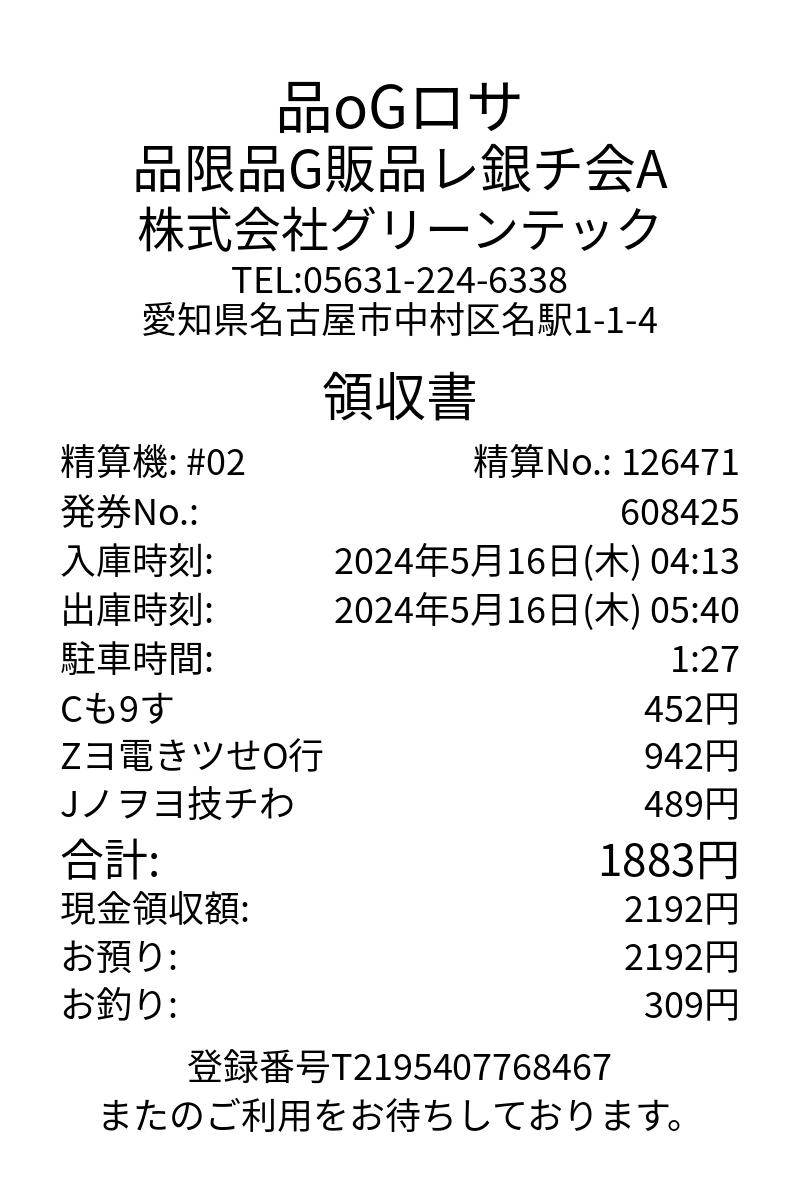 品oGロサ
品限品G販品レ銀チ会A
株式会社グリーンテック
TEL:05631-224-6338
愛知県名古屋市中村区名駅1-1-4
領収書
精算機: #02 精算No.: 126471
発券No.: 608425
入庫時刻: 2024年5月16日(木) 04:13
出庫時刻: 2024年5月16日(木) 05:40
駐車時間: 1:27
Cも9す 452円
Zヨ電きツせO行 942円
Jノヲヨ技チわ 489円
合計: 1883円
現金領収額: 2192円
お預り: 2192円
お釣り: 309円
登録番号T2195407768467
またのご利用をお待ちしております。